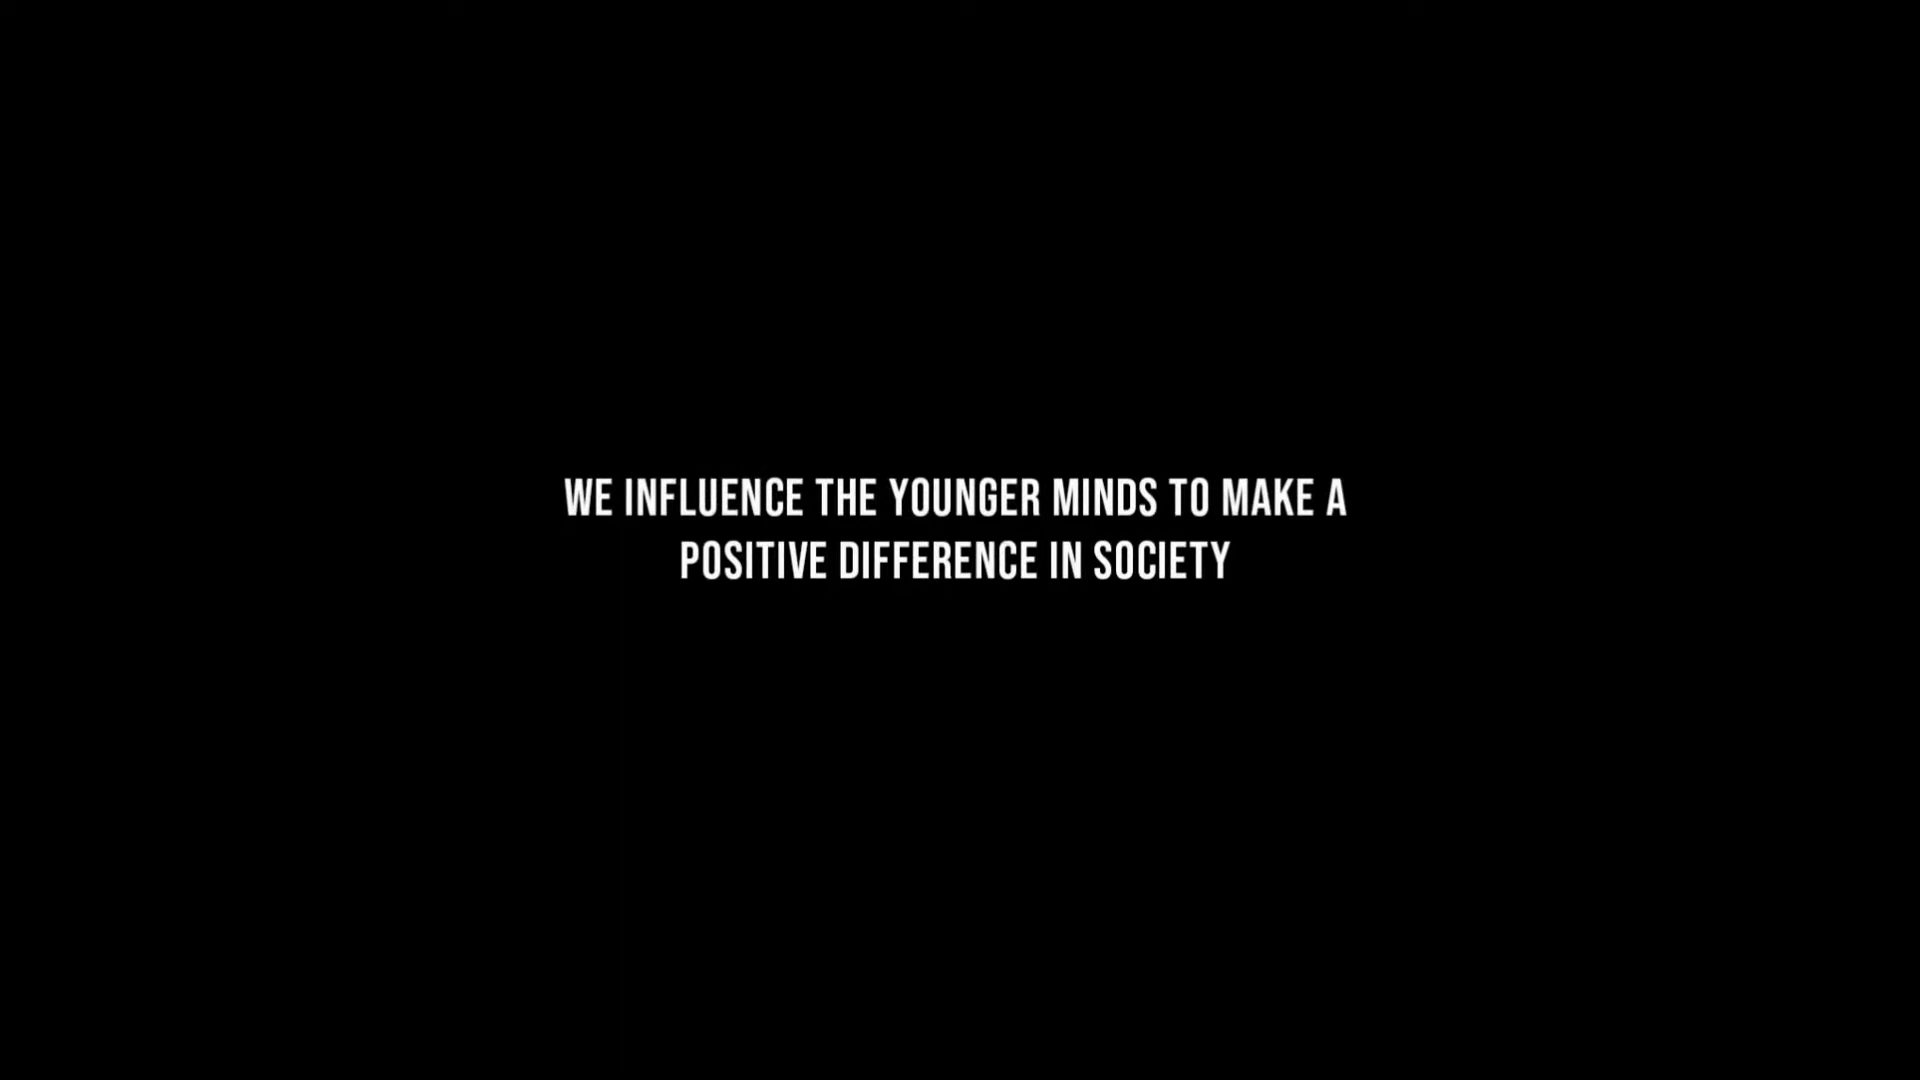 WE INFLUENCE THE YOUNGER MINDS TO MAKE A
POSITIVE DIFFERENCE IN SOCIETY